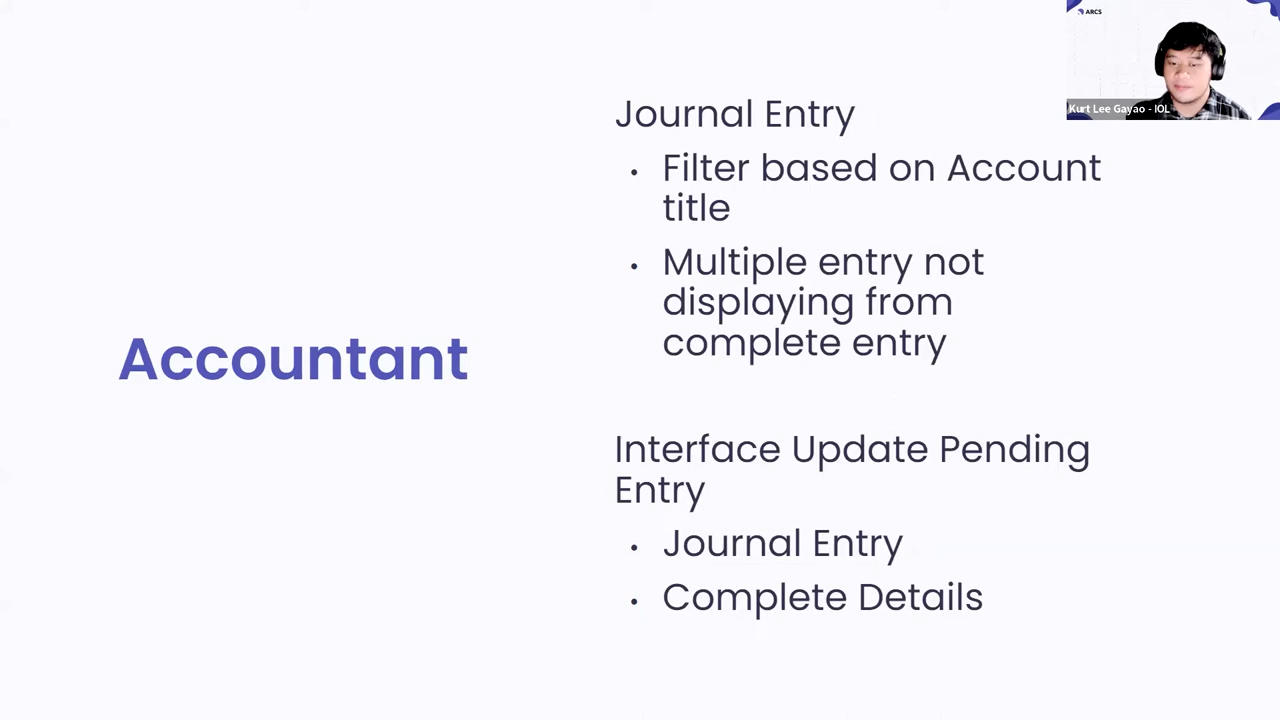 ARCS
Kurt Lee Gayao - IOL
Accountant
Journal Entry
• Filter based on Account
title
• Multiple entry not
displaying from
complete entry
Interface Update Pending
Entry
• Journal Entry
• Complete Details